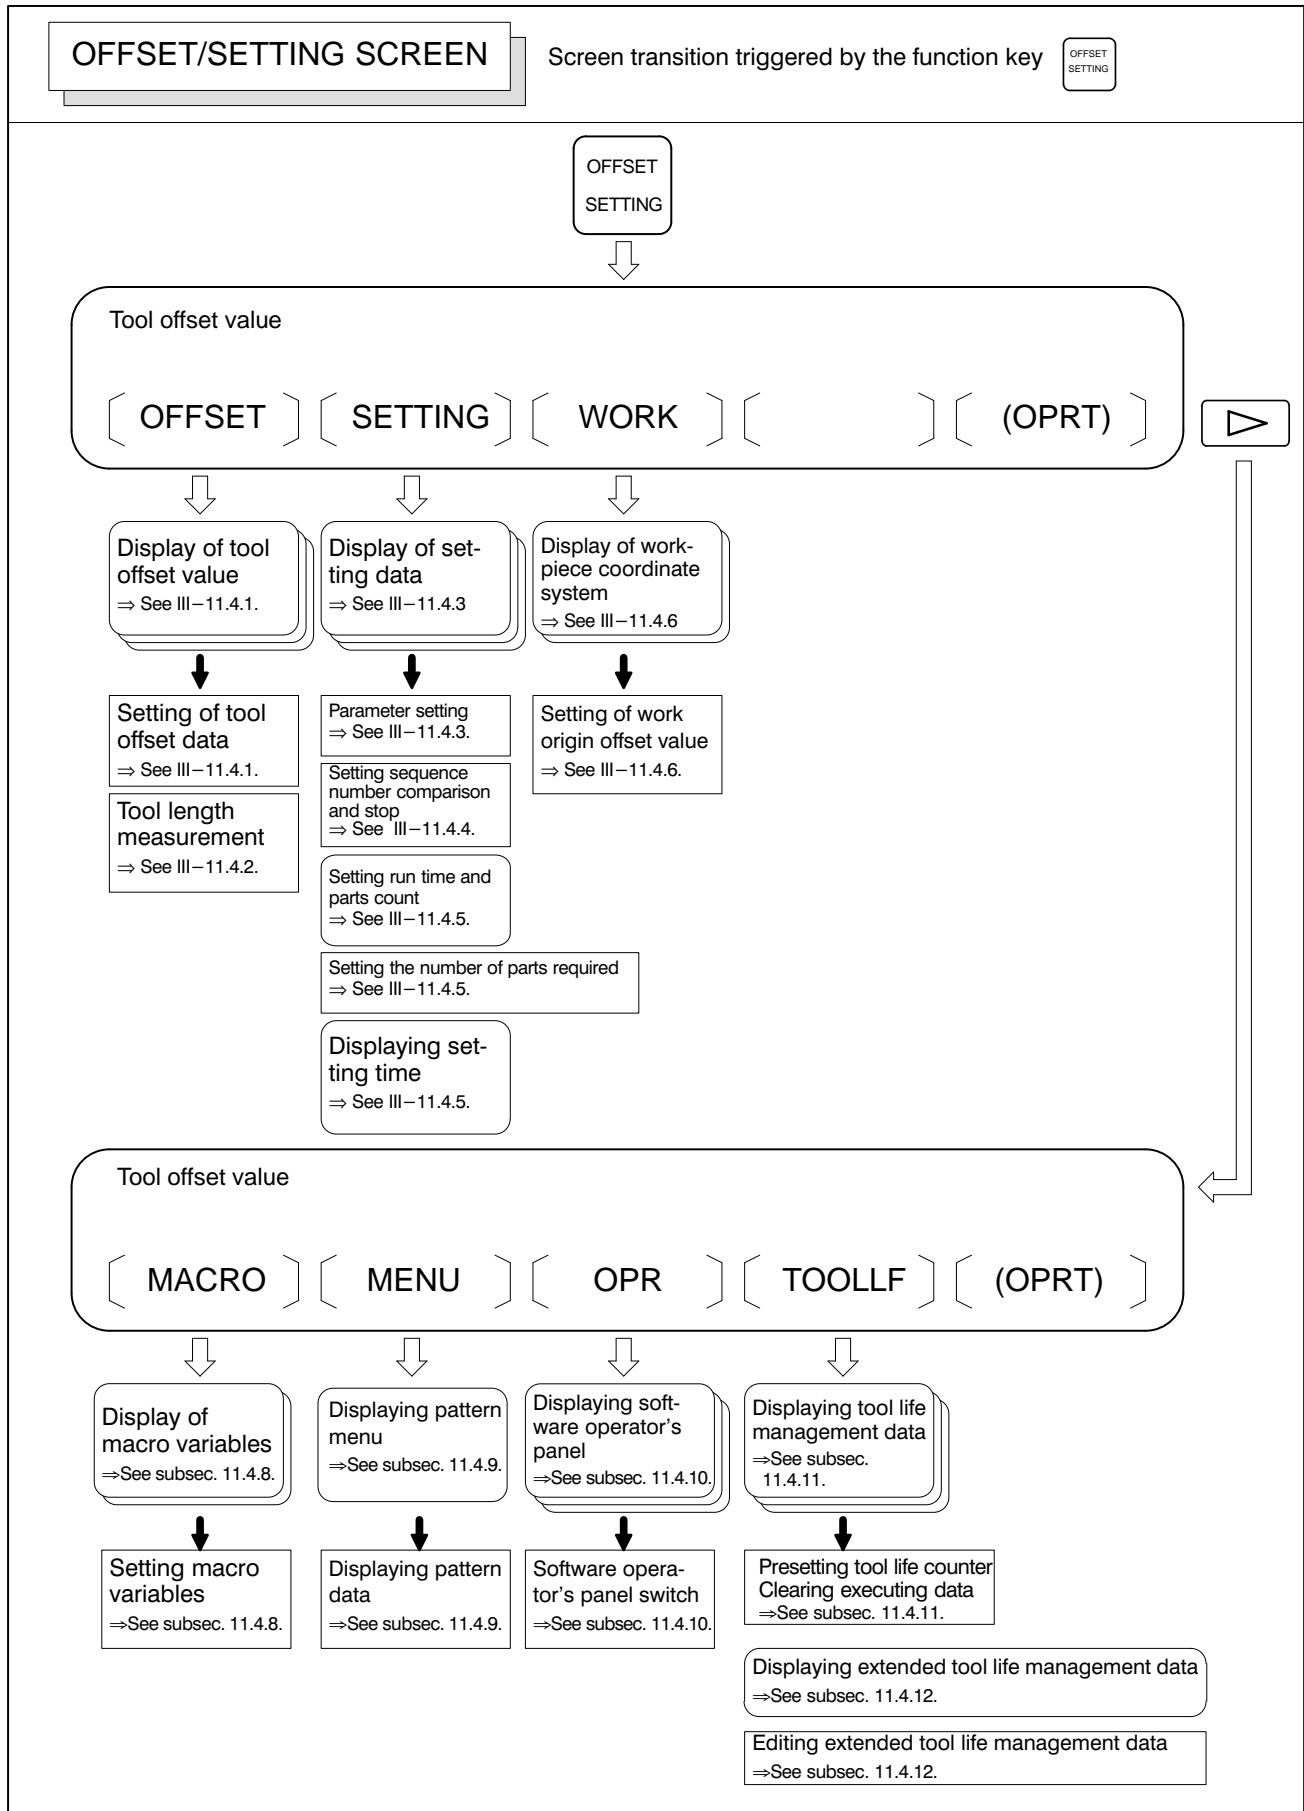 OFFSET/SETTING SCREEN
Screen transition triggered by the function key
OFFSET
SETTING
OFFSET
SETTING
Tool offset value
OFFSET
SETTING
WORK
(OPRT)
Display of tool
offset value
⇒ See III−11.4.1.
Display of set-
ting data
⇒ See III−11.4.3
Display of work-
piece coordinate
system
⇒ See III−11.4.6
Setting of tool
offset data
⇒ See III−11.4.1.
Tool length
measurement
⇒ See III−11.4.2.
Parameter setting
⇒ See III−11.4.3.
Setting sequence
number comparison
and stop
⇒ See III−11.4.4.
Setting run time and
parts count
⇒ See III−11.4.5.
Setting the number of parts required
⇒ See III−11.4.5.
Displaying set-
ting time
⇒ See III−11.4.5.
Setting of work
origin offset value
⇒ See III−11.4.6.
Tool offset value
MACRO
MENU
OPR
TOOLLF
(OPRT)
Display of
macro variables
⇒See subsec. 11.4.8.
Displaying pattern
menu
⇒See subsec. 11.4.9.
Displaying soft-
ware operator's
panel
⇒See subsec. 11.4.10.
Displaying tool life
management data
⇒See subsec.
11.4.11.
Setting macro
variables
⇒See subsec. 11.4.8.
Displaying pattern
data
⇒See subsec. 11.4.9.
Software opera-
tor's panel switch
⇒See subsec. 11.4.10.
Presetting tool life counter
Clearing executing data
⇒See subsec. 11.4.11.
Displaying extended tool life management data
⇒See subsec. 11.4.12.
Editing extended tool life management data
⇒See subsec. 11.4.12.